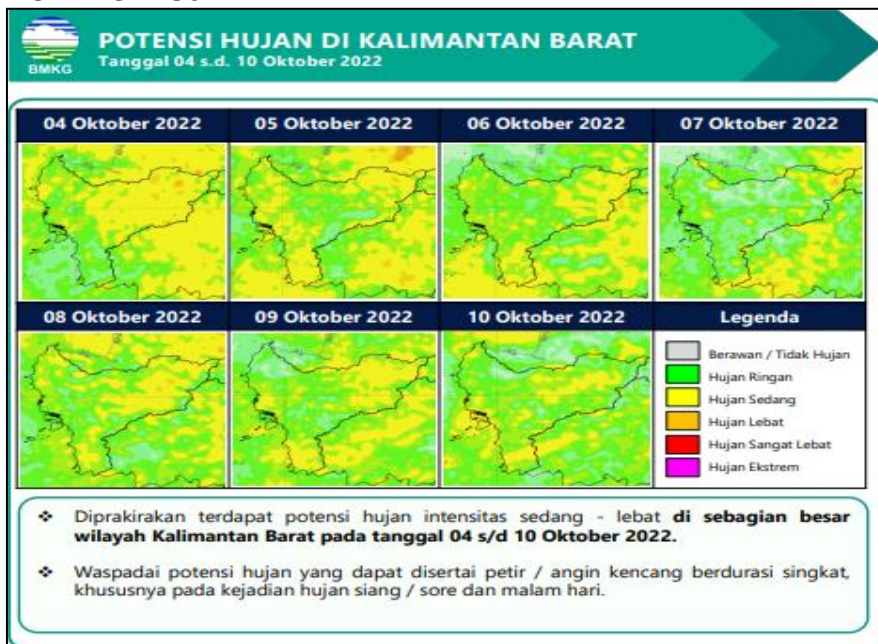 POTENSI HUJAN DI KALIMANTAN BARAT
Tanggal 04 s.d. 10 Oktober 2022
BMKG
04 Oktober 2022
05 Oktober 2022
06 Oktober 2022
07 Oktober 2022
08 Oktober 2022
09 Oktober 2022
10 Oktober 2022
Legenda
Berawan / Tidak Hujan
Hujan Ringan
Hujan Sedang
Hujan Lebat
Hujan Sangat Lebat
Hujan Ekstrem
❖ Diprakirakan terdapat potensi hujan intensitas sedang - lebat di sebagian besar
wilayah Kalimantan Barat pada tanggal 04 s/d 10 Oktober 2022.
❖ Waspadai potensi hujan yang dapat disertai petir / angin kencang berdurasi singkat,
khususnya pada kejadian hujan siang / sore dan malam hari.